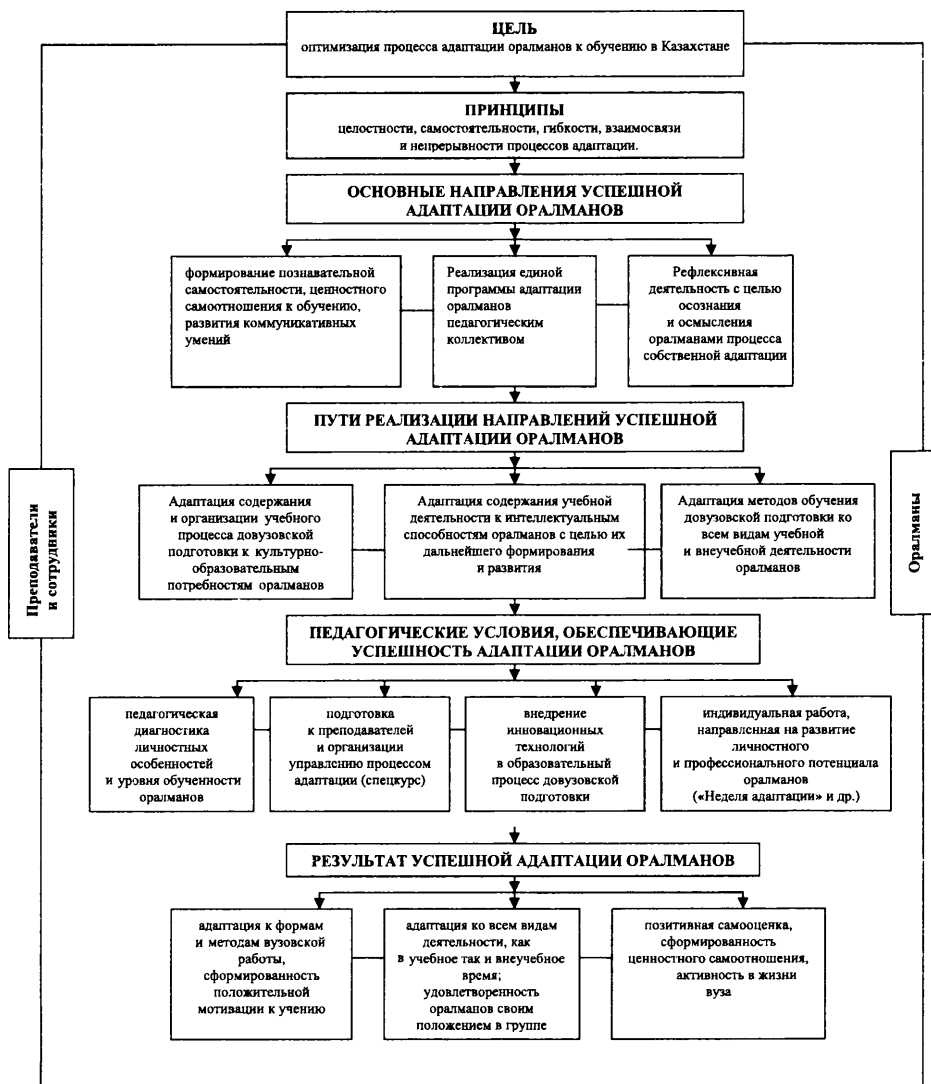 ЦЕЛЬ
оптимизация процесса адаптации оралманов к обучению в Казахстане
ПРИНЦИПЫ
целостности, самостоятельности, гибкости, взаимосвязи
и непрерывности процессов адаптации.
ОСНОВНЫЕ НАПРАВЛЕНИЯ УСПЕШНОЙ
АДАПТАЦИИ ОРАЛМАНОВ
формирование познавательной
самостоятельности, ценностного
самоотношения к обучению,
развития коммуникативных
умений
Реализация единой
программы адаптации
оралманов
педагогическим
коллективом
Рефлексивная
деятельность с целью
осознания
и осмысления
оралманами процесса
собственной адаптации
ПУТИ РЕАЛИЗАЦИИ НАПРАВЛЕНИЙ УСПЕШНОЙ
АДАПТАЦИИ ОРАЛМАНОВ
Преподаватели
и сотрудники
Адаптация содержания
и организации учебного
процесса довузовской
подготовки к культурно-
образовательным
потребностям оралманов
Адаптация содержания учебной
деятельности к интеллектуальным
способностям оралманов с целью их
дальнейшего формирования
и развития
Адаптация методов обучения
довузовской подготовки ко
всем видам учебной
и внеучебной деятельности
оралманов
Оралманы
ПЕДАГОГИЧЕСКИЕ УСЛОВИЯ, ОБЕСПЕЧИВАЮЩИЕ
УСПЕШНОСТЬ АДАПТАЦИИ ОРАЛМАНОВ
педагогическая
диагностика
личностных
особенностей
и уровня обученности
оралманов
подготовка
к преподавателей
и организации
управлению процессом
адаптации (спецкурс)
внедрение
инновационных
технологий
в образовательный
процесс довузовской
подготовки
индивидуальная работа,
направленная на развитие
личностного
и профессионального потенциала
оралманов
(«Неделя адаптации» и др.)
РЕЗУЛЬТАТ УСПЕШНОЙ АДАПТАЦИИ ОРАЛМАНОВ
адаптация к формам
и методам вузовской
работы,
сформированность
положительной
мотивации к учению
адаптация ко всем видам
деятельности, как
в учебное так и внеучебное
время;
удовлетворенность
оралманов своим
положением в группе
позитивная самооценка,
сформированность
ценностного самоотношения,
активность в жизни
вуза